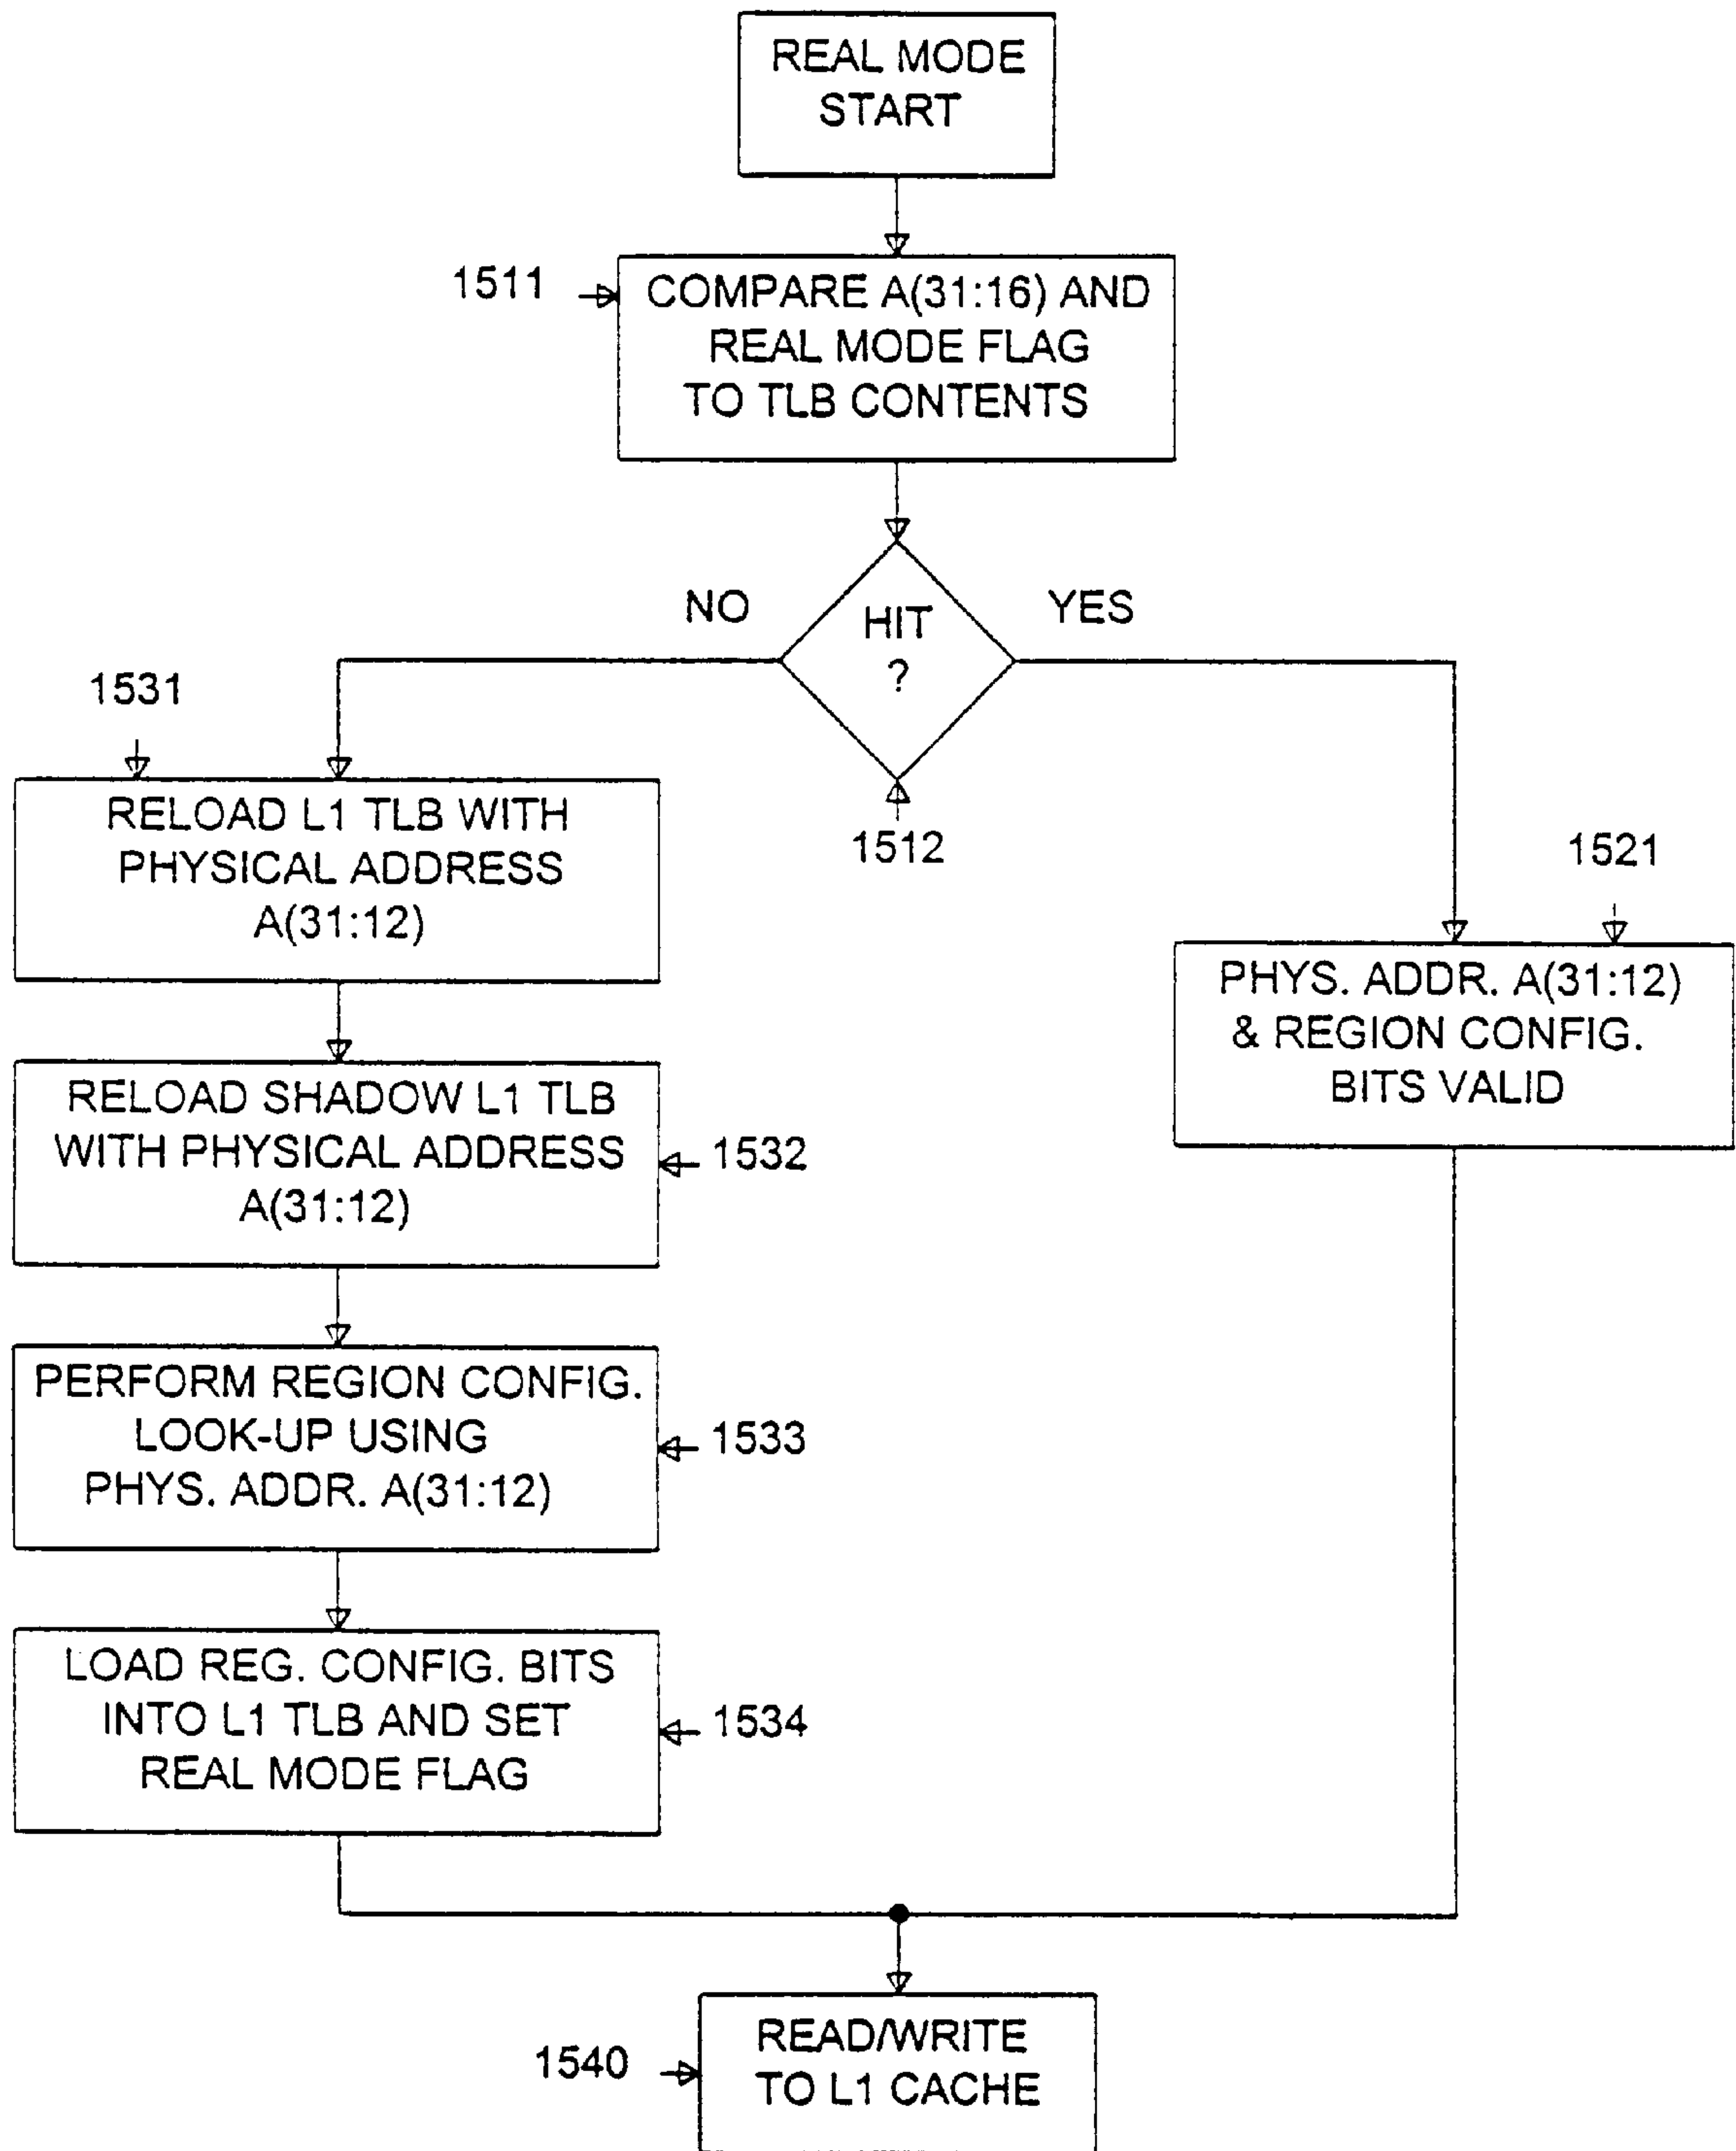 REAL MODE
START
1511
COMPARE A(31:16) AND
REAL MODE FLAG
TO TLB CONTENTS
NO
HIT
?
YES
1512
1531
RELOAD L1 TLB WITH
PHYSICAL ADDRESS
A(31:12)
1521
PHYS. ADDR. A(31:12)
& REGION CONFIG.
BITS VALID
RELOAD SHADOW L1 TLB
WITH PHYSICAL ADDRESS
A(31:12)
1532
PERFORM REGION CONFIG.
LOOK-UP USING
PHYS. ADDR. A(31:12)
1533
LOAD REG. CONFIG. BITS
INTO L1 TLB AND SET
REAL MODE FLAG
1534
1540
READ/WRITE
TO L1 CACHE